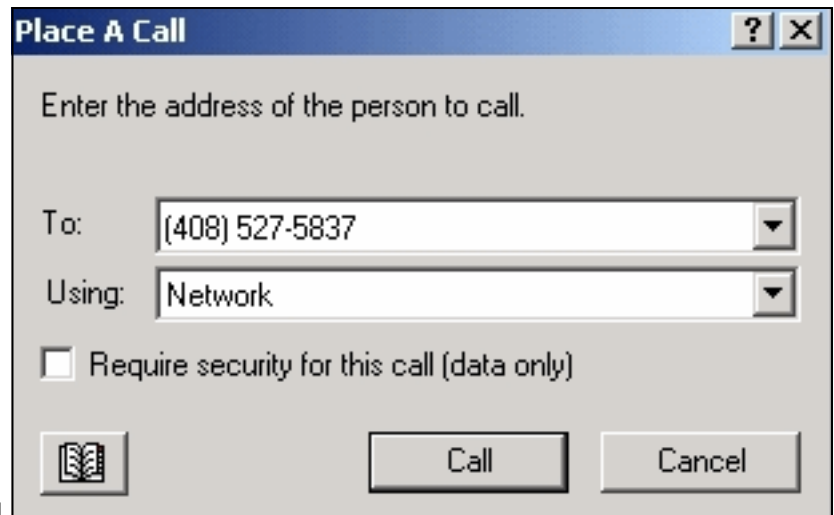 Place A Call
Enter the address of the person to call.
To: (408) 527-5837
Using: Network
Require security for this call (data only)
Call Cancel